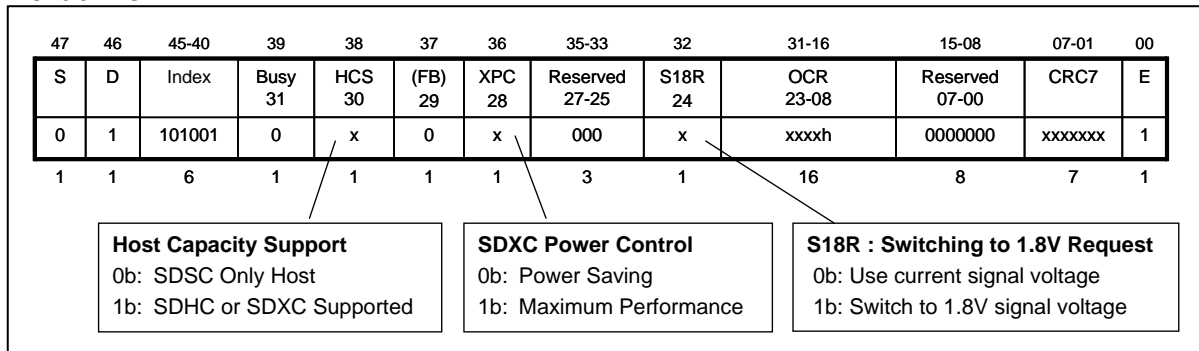 47 46 45-40 39 38 37 36 35-33 32 31-16 15-08 07-01 00
S D Index Busy HCS (FB) XPC Reserved S18R OCR Reserved CRC7 E
31 30 29 28 27-25 24 23-08 07-00
0 1 101001 0 x 0 x 000 x xxxxh 0000000 xxxxxxx 1
1 1 6 1 1 1 1 3 1 16 8 7 1
Host Capacity Support
0b: SDSC Only Host
1b: SDHC or SDXC Supported
SDXC Power Control
0b: Power Saving
1b: Maximum Performance
S18R : Switching to 1.8V Request
0b: Use current signal voltage
1b: Switch to 1.8V signal voltage